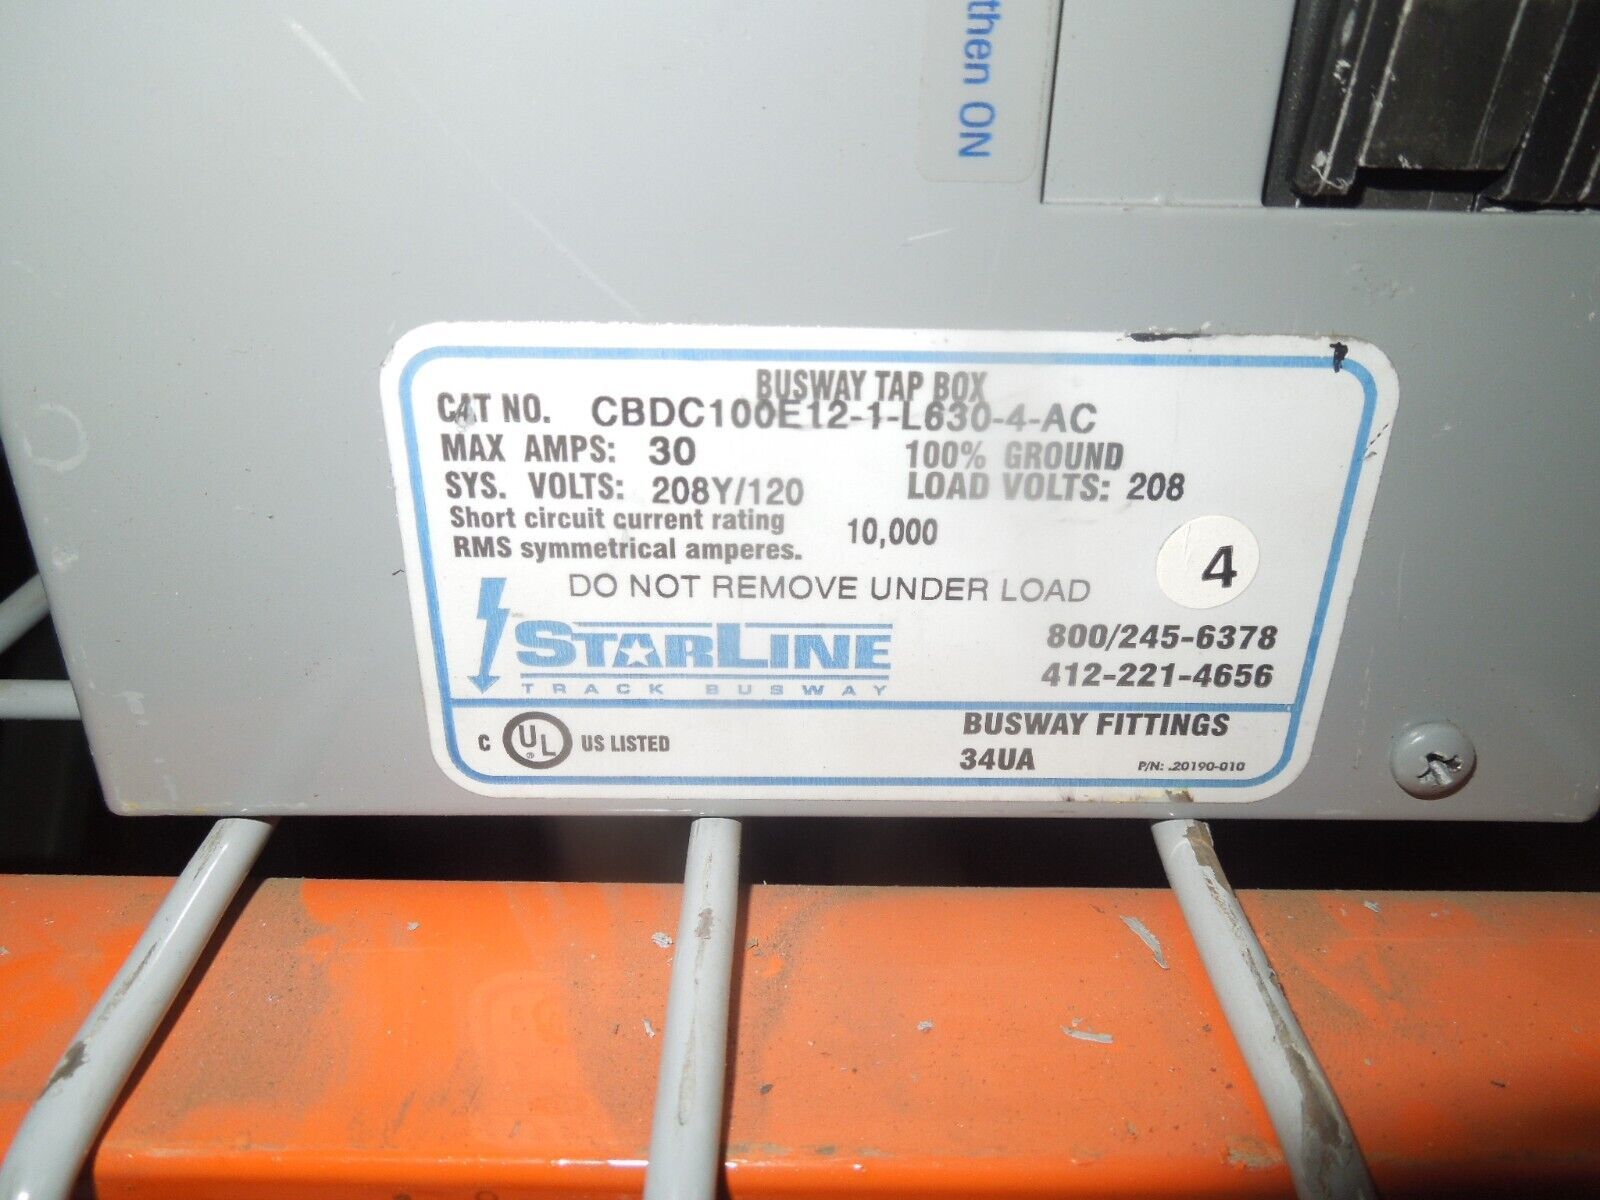 then ON
BUSWAY TAP BOX
CAT NO. CBDC100E12-1-L630-4-AC
MAX AMPS: 30 100% GROUND
SYS. VOLTS: 208Y/120 LOAD VOLTS: 208
Short circuit current rating
RMS symmetrical amperes. 10,000
4
DO NOT REMOVE UNDER LOAD
STARLINE
TRACK BUSWAY
800/245-6378
412-221-4656
C UL ® US LISTED
BUSWAY FITTINGS
34UA
P/N: .20190-010